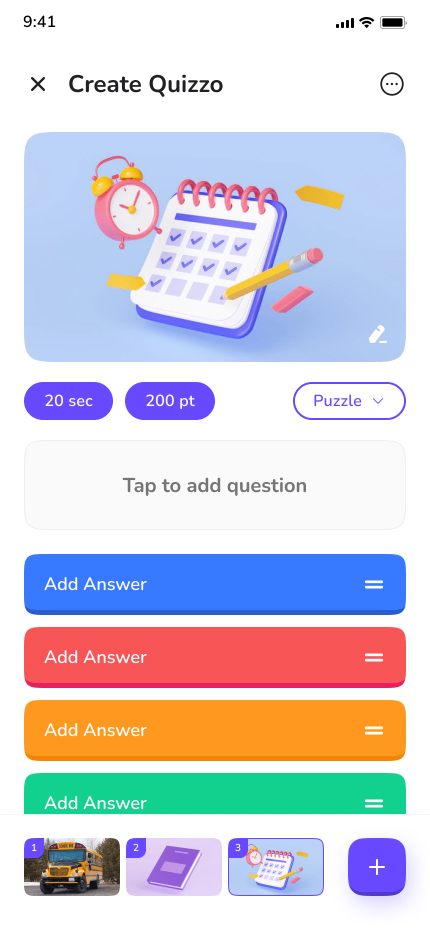 9:41
Create Quizzo
20 sec
200 pt
Puzzle
Tap to add question
Add Answer
Add Answer
Add Answer
Add Answer
1
2
3